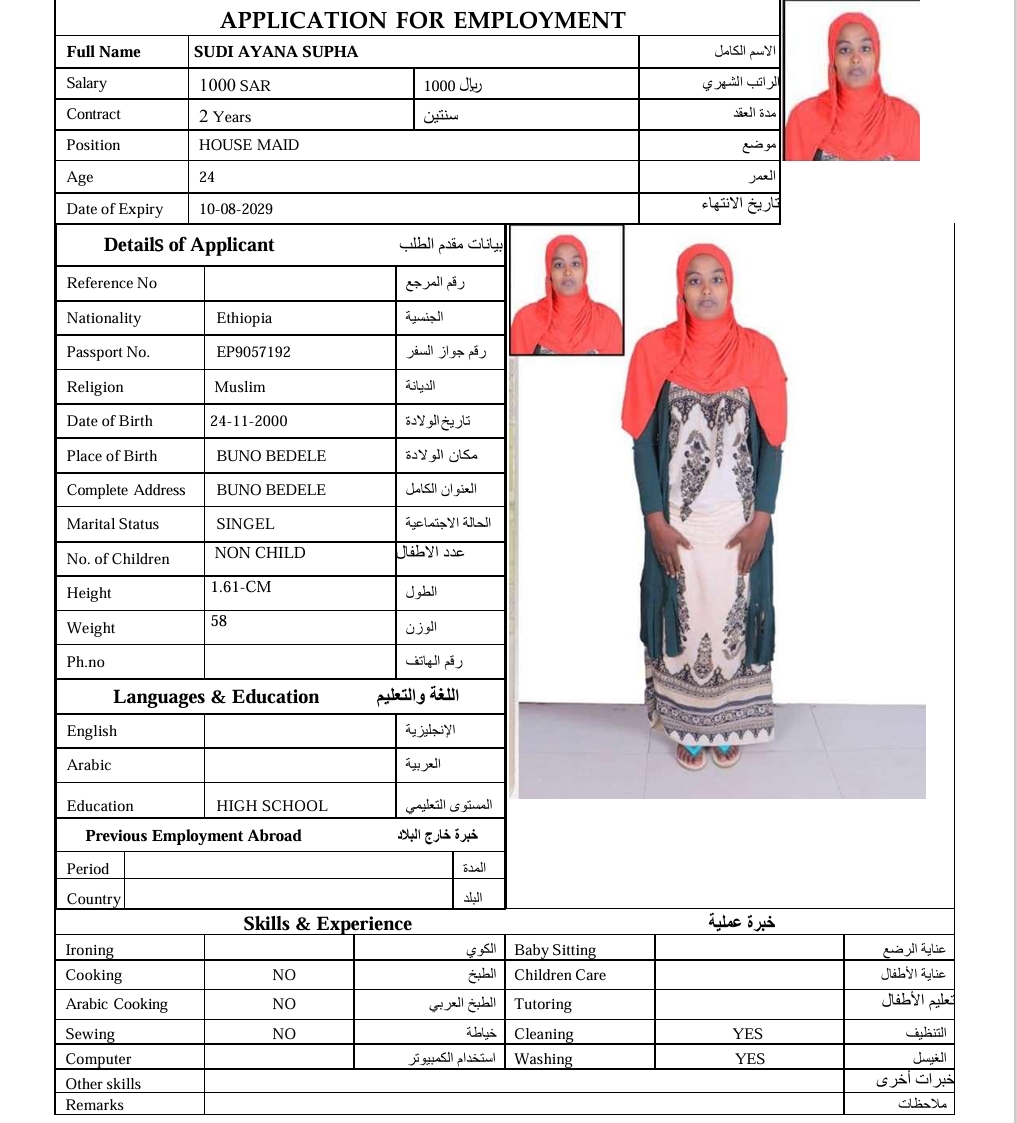 APPLICATION FOR EMPLOYMENT
Full Name SUDI AYANA SUPHA الاسم الكامل
Salary 1000 SAR 1000 ريال الراتب الشهري
Contract 2 Years سنتين مدة العقد
Position HOUSE MAID موضع
Age 24 العمر
Date of Expiry 10-08-2029 تاريخ الانتهاء
Details of Applicant بيانات مقدم الطلب
Reference No رقم المرجع
Nationality Ethiopia الجنسية
Passport No. EP9057192 رقم جواز السفر
Religion Muslim الديانة
Date of Birth 24-11-2000 تاريخ الولادة
Place of Birth BUNO BEDELE مكان الولادة
Complete Address BUNO BEDELE العنوان الكامل
Marital Status SINGEL الحالة الاجتماعية
No. of Children NON CHILD عدد الاطفال
Height 1.61-CM الطول
Weight 58 الوزن
Ph.no رقم الهاتف
Languages & Education اللغة والتعليم
English الإنجليزية
Arabic العربية
Education HIGH SCHOOL المستوى التعليمي
Previous Employment Abroad خبرة خارج البلاد
Period المدة
Country البلد
Skills & Experience خبرة عملية
Ironing الكوي Baby Sitting عناية الرضع
Cooking NO الطبخ Children Care عناية الأطفال
Arabic Cooking NO الطبخ العربي Tutoring تعليم الأطفال
Sewing NO خياطة Cleaning YES التنظيف
Computer استخدام الكمبيوتر Washing YES الغيسل
Other skills خبرات أخرى
Remarks ملاحظات